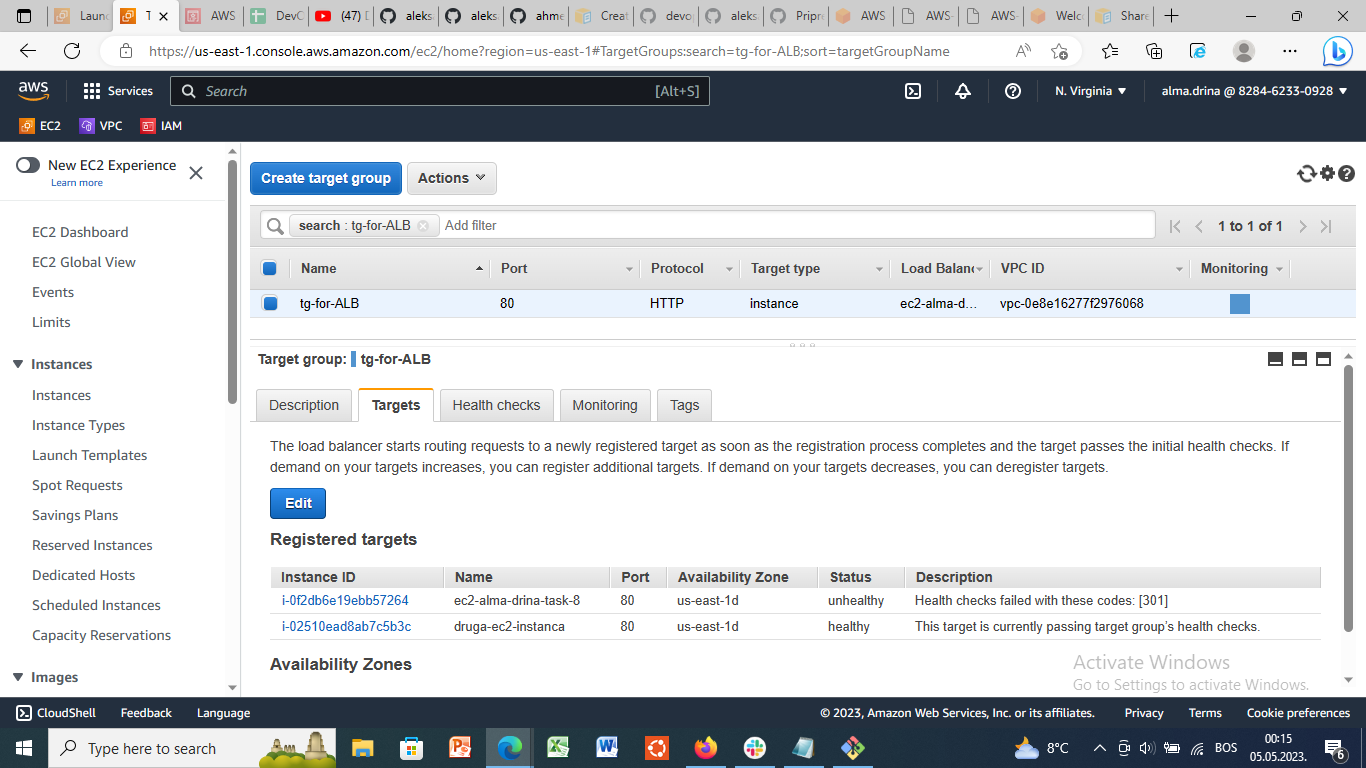 Launc
T
AWS
DevO
(47) D
aleks
aleks
ahme
Creat
devop
aleks
Pripre
AWS
AWS-
AWS-
Welc
Share
https://us-east-1.console.aws.amazon.com/ec2/home?region=us-east-1#TargetGroups:search=tg-for-ALB;sort=targetGroupName
aws
Services
Search
[Alt+S]
N. Virginia
alma.drina @ 8284-6233-0928
EC2
VPC
IAM
New EC2 Experience
Learn more
EC2 Dashboard
EC2 Global View
Events
Limits
Instances
Instances
Instance Types
Launch Templates
Spot Requests
Savings Plans
Reserved Instances
Dedicated Hosts
Scheduled Instances
Capacity Reservations
Images
Create target group
Actions
search : tg-for-ALB
Add filter
1 to 1 of 1
Name Port Protocol Target type Load Balanc VPC ID Monitoring
tg-for-ALB 80 HTTP instance ec2-alma-d... vpc-0e8e16277f2976068
Target group: tg-for-ALB
Description
Targets
Health checks
Monitoring
Tags
The load balancer starts routing requests to a newly registered target as soon as the registration process completes and the target passes the initial health checks. If
demand on your targets increases, you can register additional targets. If demand on your targets decreases, you can deregister targets.
Edit
Registered targets
Instance ID Name Port Availability Zone Status Description
i-0f2db6e19ebb57264 ec2-alma-drina-task-8 80 us-east-1d unhealthy Health checks failed with these codes: [301]
i-02510ead8ab7c5b3c druga-ec2-instanca 80 us-east-1d healthy This target is currently passing target group's health checks.
Availability Zones
Activate Windows
Go to Settings to activate Windows.
CloudShell
Feedback
Language
© 2023, Amazon Web Services, Inc. or its affiliates.
Privacy
Terms
Cookie preferences
Type here to search
8°C
BOS
00:15
05.05.2023.
6